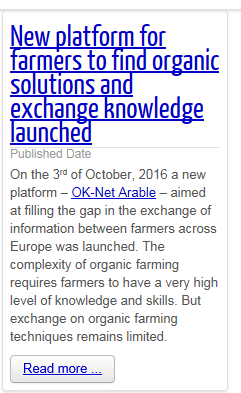 New platform for
farmers to find organic
solutions and
exchange knowledge
launched
Published Date
On the 3rd of October, 2016 a new
platform – OK-Net Arable – aimed
at filling the gap in the exchange of
information between farmers across
Europe was launched. The
complexity of organic farming
requires farmers to have a very high
level of knowledge and skills. But
exchange on organic farming
techniques remains limited.
Read more ...